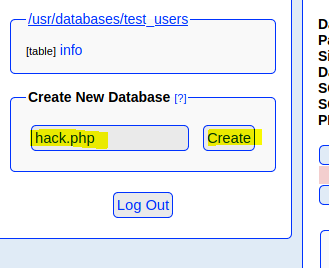 /usr/databases/test_users
[table] info
Create New Database [?]
hack.php Create
Log Out